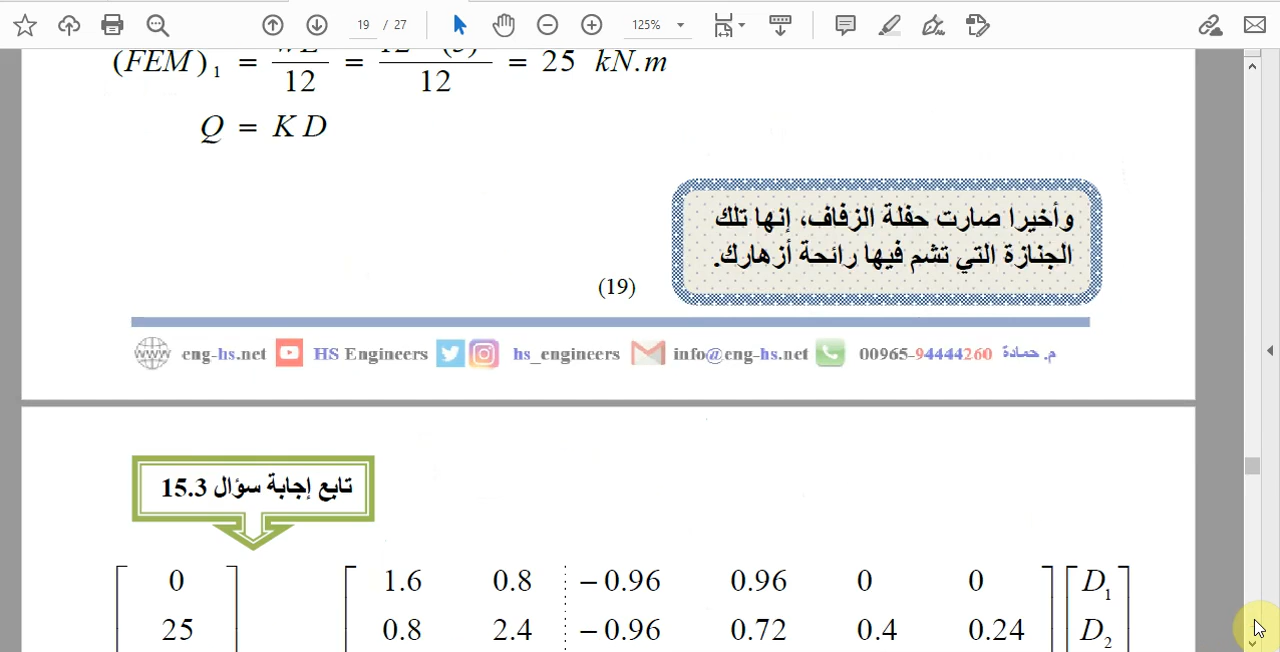 19 / 27
125%
(FEM)₁ = wL / 12 = 12 (5) / 12 = 25 kN.m
Q = K D
وأخيرا صارت حفلة الزفاف، إنها تلك
الجنازة التي تشم فيها رائحة أزهارك.
(19)
www eng-hs.net HS Engineers hs_engineers info@eng-hs.net 00965-94444260 م. حمادة
تابع إجابة سؤال 15.3
0 1.6 0.8 −0.96 0.96 0 0 D₁
25 0.8 2.4 −0.96 0.72 0.4 0.24 D₂